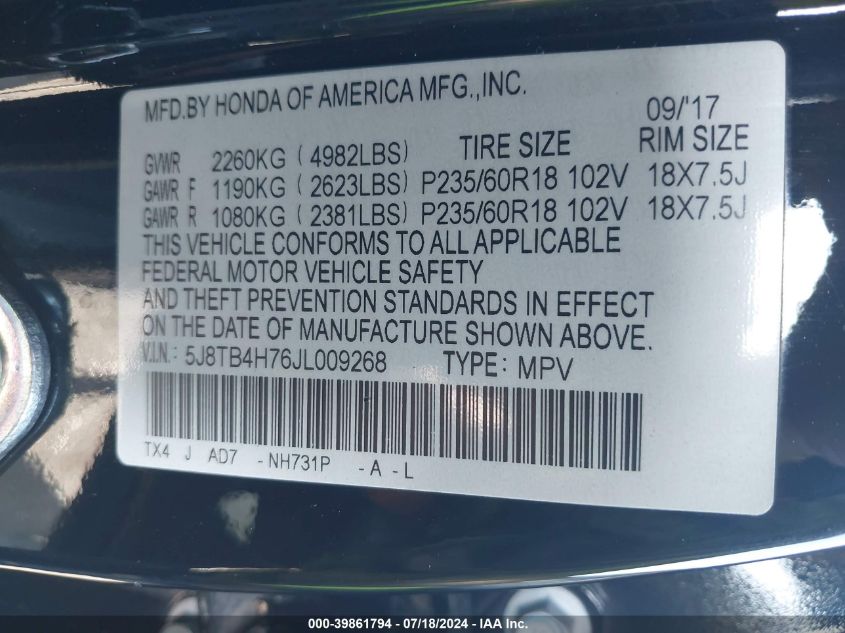 MFD.BY HONDA OF AMERICA MFG.,INC.
09/'17
GVWR 2260KG ( 4982LBS) TIRE SIZE RIM SIZE
GAWR F 1190KG ( 2623LBS) P235/60R18 102V 18X7.5J
GAWR R 1080KG ( 2381LBS) P235/60R18 102V 18X7.5J
THIS VEHICLE CONFORMS TO ALL APPLICABLE
FEDERAL MOTOR VEHICLE SAFETY
AND THEFT PREVENTION STANDARDS IN EFFECT
ON THE DATE OF MANUFACTURE SHOWN ABOVE.
V.I.N.: 5J8TB4H76JL009268 TYPE: MPV
TX4 J AD7 -NH731P -A -L
000-39861794 - 07/18/2024 - IAA Inc.